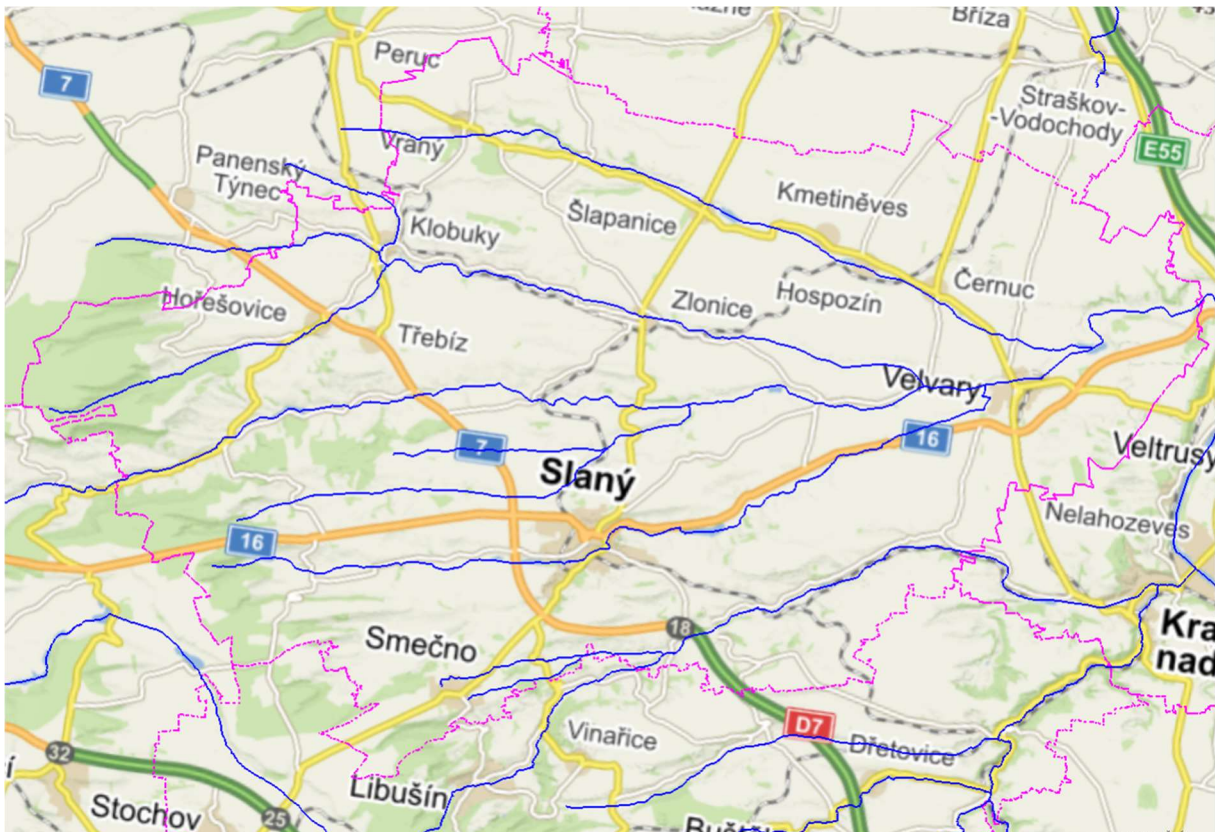 Bříza
Peruc
7
Straškov-
-Vodochody
E55
Vraný
Panenský
Týnec
Kmetiněves
Šlapanice
Klobuky
Černuc
Zlonice
Hospozín
Hořešovice
Třebíz
Velvary
16
7
Veltrusy
Slaný
Nelahozeves
16
18
Smečno
Kra
nad
D7
Vinařice
Dřetovice
32
Libušín
Stochov
25